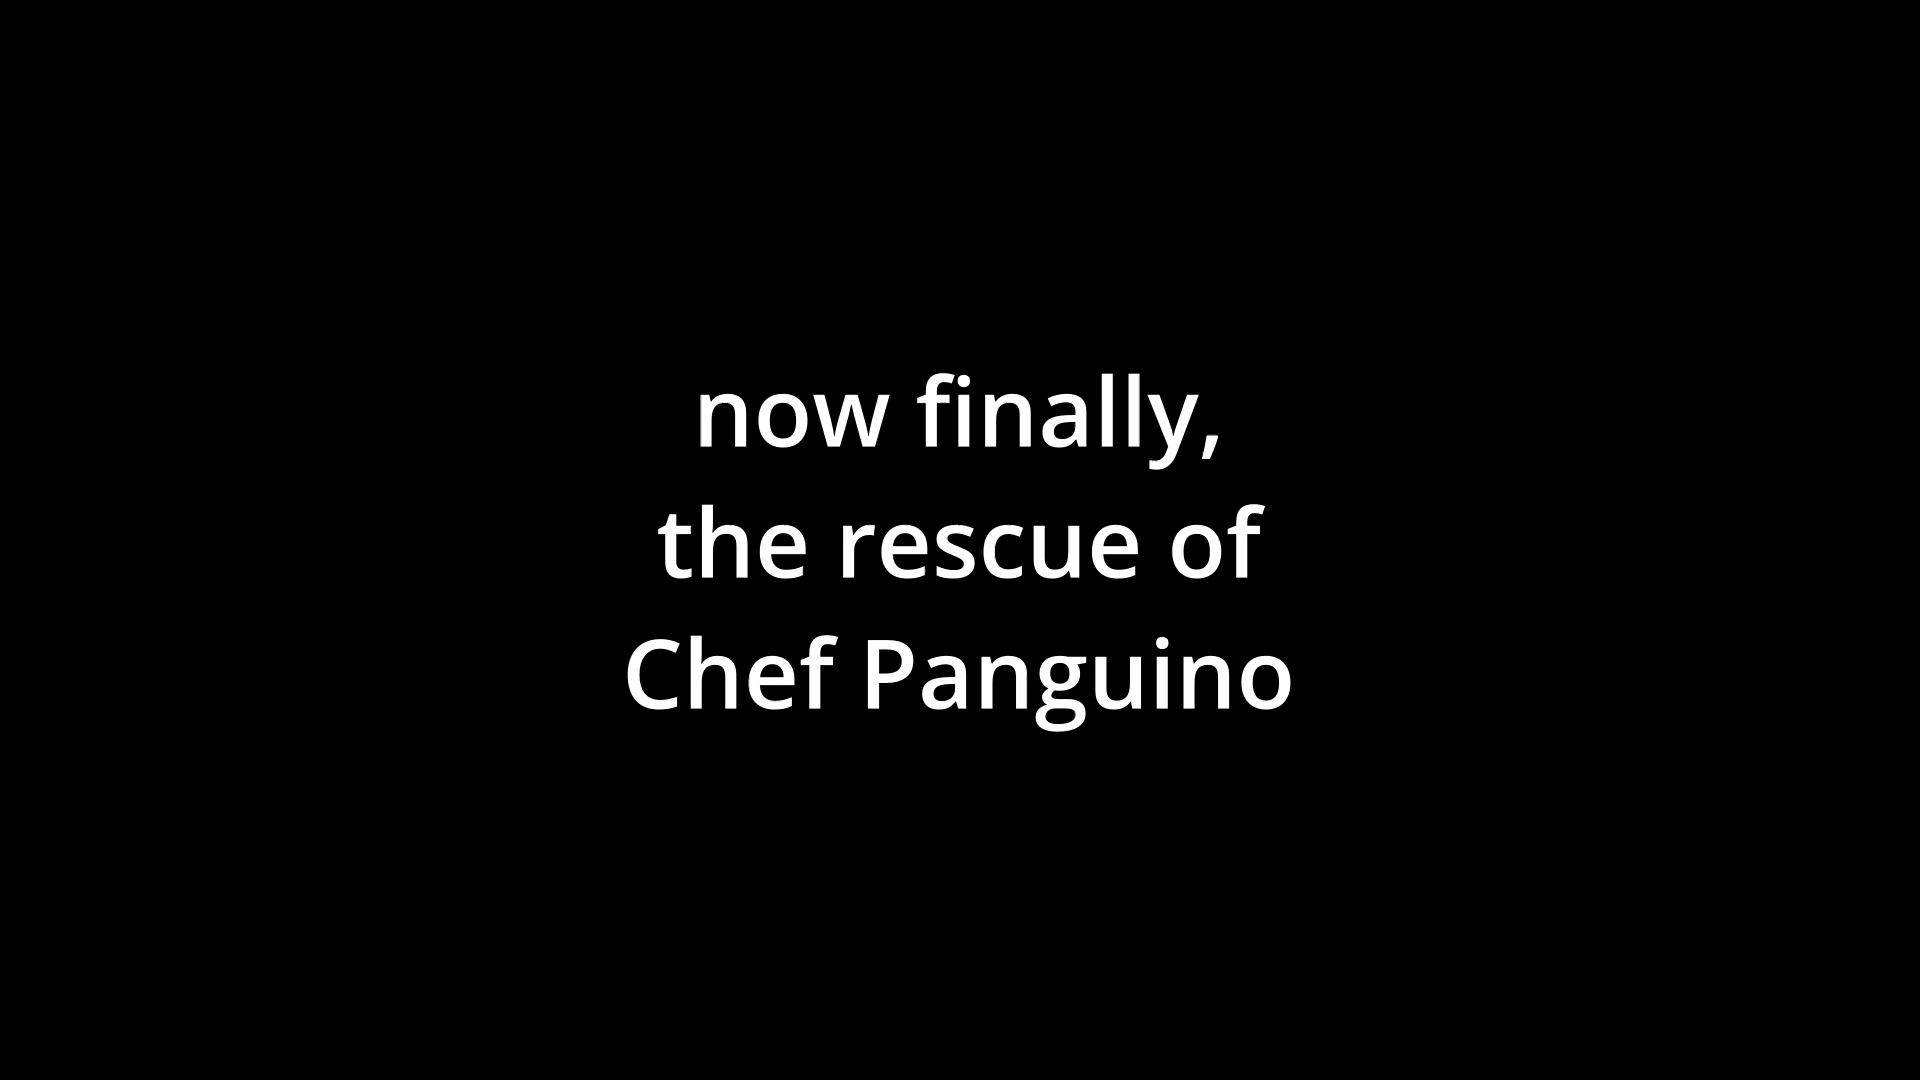 now finally,
the rescue of
Chef Panguino